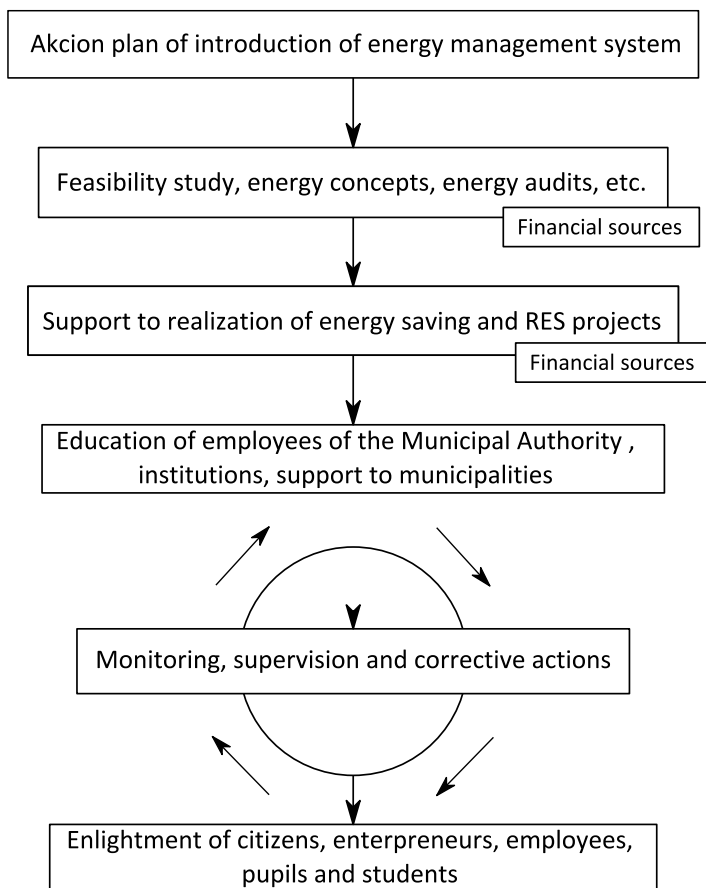 Akcion plan of introduction of energy management system
Feasibility study, energy concepts, energy audits, etc.
Financial sources
Support to realization of energy saving and RES projects
Financial sources
Education of employees of the Municipal Authority ,
institutions, support to municipalities
Monitoring, supervision and corrective actions
Enlightment of citizens, enterpreneurs, employees,
pupils and students